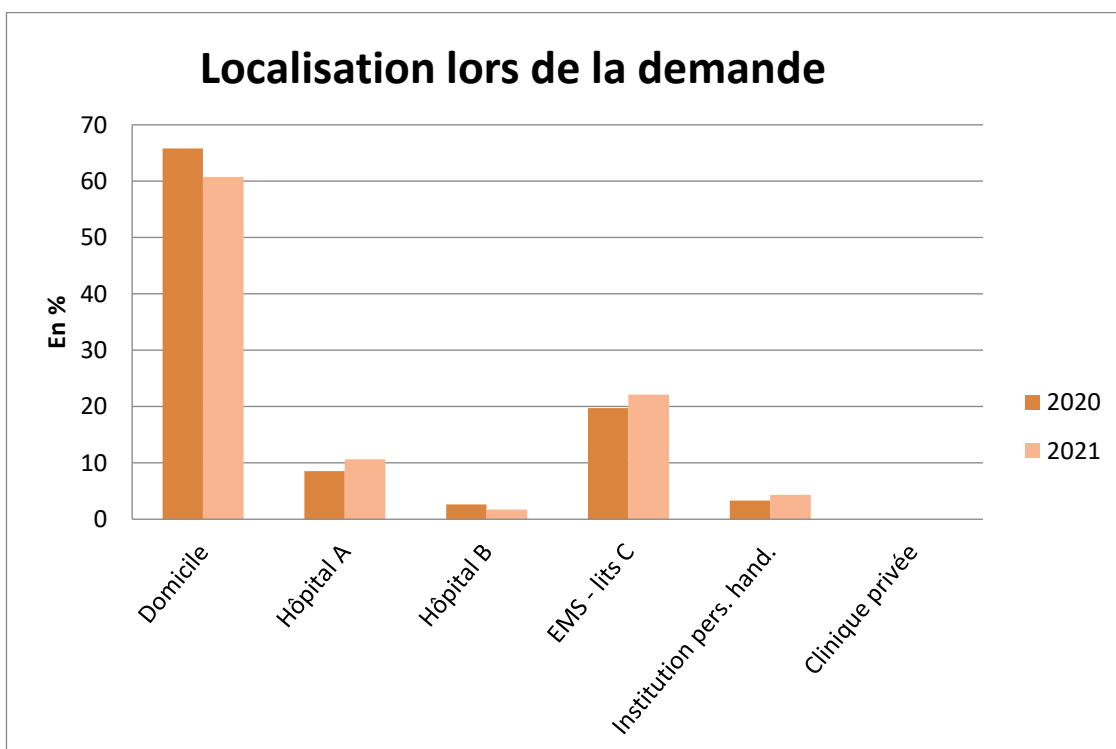 Localisation lors de la demande
En %
70
60
50
40
30
20
10
0
Domicile
Hôpital A
Hôpital B
EMS - lits C
Institution pers. hand.
Clinique privée
2020
2021